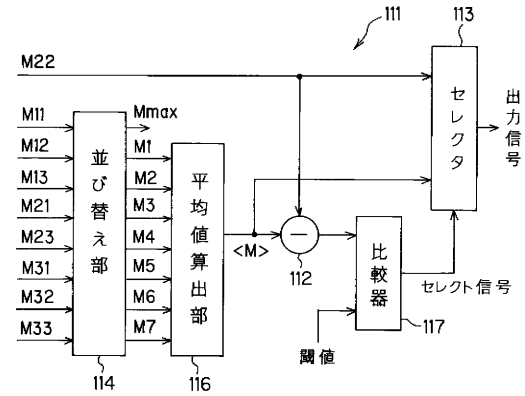 111
113
M22
セレクタ
出力信号
M11
M12
M13
M21
M23
M31
M32
M33
並び替え部
Mmax
M1
M2
M3
M4
M5
M6
M7
平均値算出部
<M>
−
112
比較器
セレクト信号
閾値
117
114
116